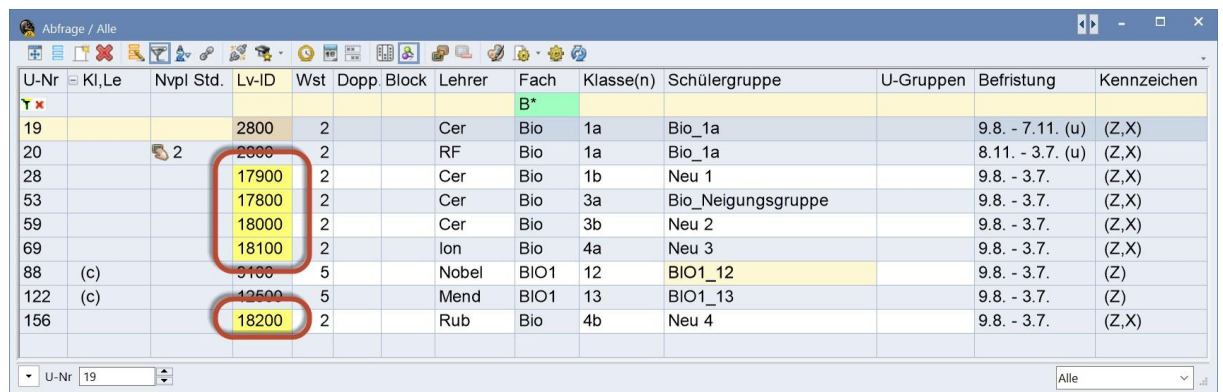 Abfrage / Alle
U-Nr Kl,Le Nvpl Std. Lv-ID Wst Dopp. Block Lehrer Fach Klasse(n) Schülergruppe U-Gruppen Befristung Kennzeichen
B*
19 2800 2 Cer Bio 1a Bio_1a 9.8. - 7.11. (u) (Z,X)
20 2 2800 2 RF Bio 1a Bio_1a 8.11. - 3.7. (u) (Z,X)
28 17900 2 Cer Bio 1b Neu 1 9.8. - 3.7. (Z,X)
53 17800 2 Cer Bio 3a Bio_Neigungsgruppe 9.8. - 3.7. (Z,X)
59 18000 2 Cer Bio 3b Neu 2 9.8. - 3.7. (Z,X)
69 18100 2 Ion Bio 4a Neu 3 9.8. - 3.7. (Z,X)
88 (c) 9100 5 Nobel BIO1 12 BIO1_12 9.8. - 3.7. (Z)
122 (c) 12500 5 Mend BIO1 13 BIO1_13 9.8. - 3.7. (Z)
156 18200 2 Rub Bio 4b Neu 4 9.8. - 3.7. (Z,X)
U-Nr 19 Alle